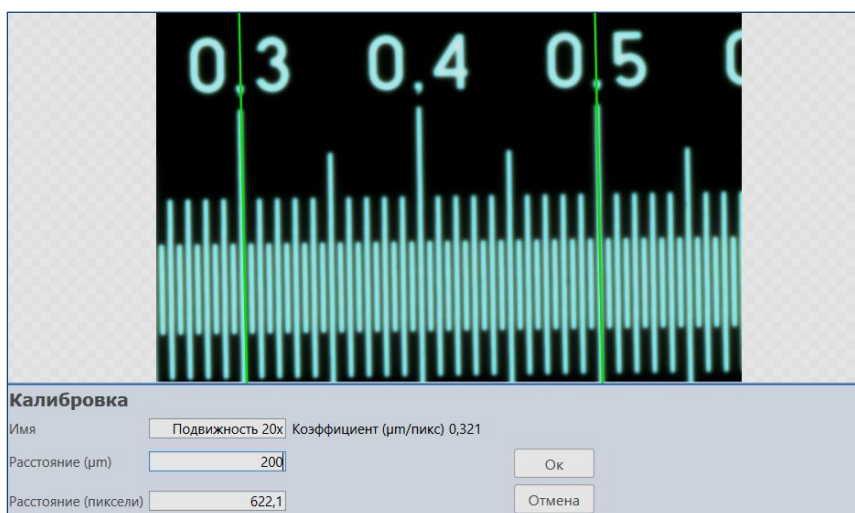 0,3 0,4 0,5
Калибровка
Имя Подвижность 20x Коэффициент (µm/пикс) 0,321
Расстояние (µm) 200 Ок
Расстояние (пиксели) 622,1 Отмена